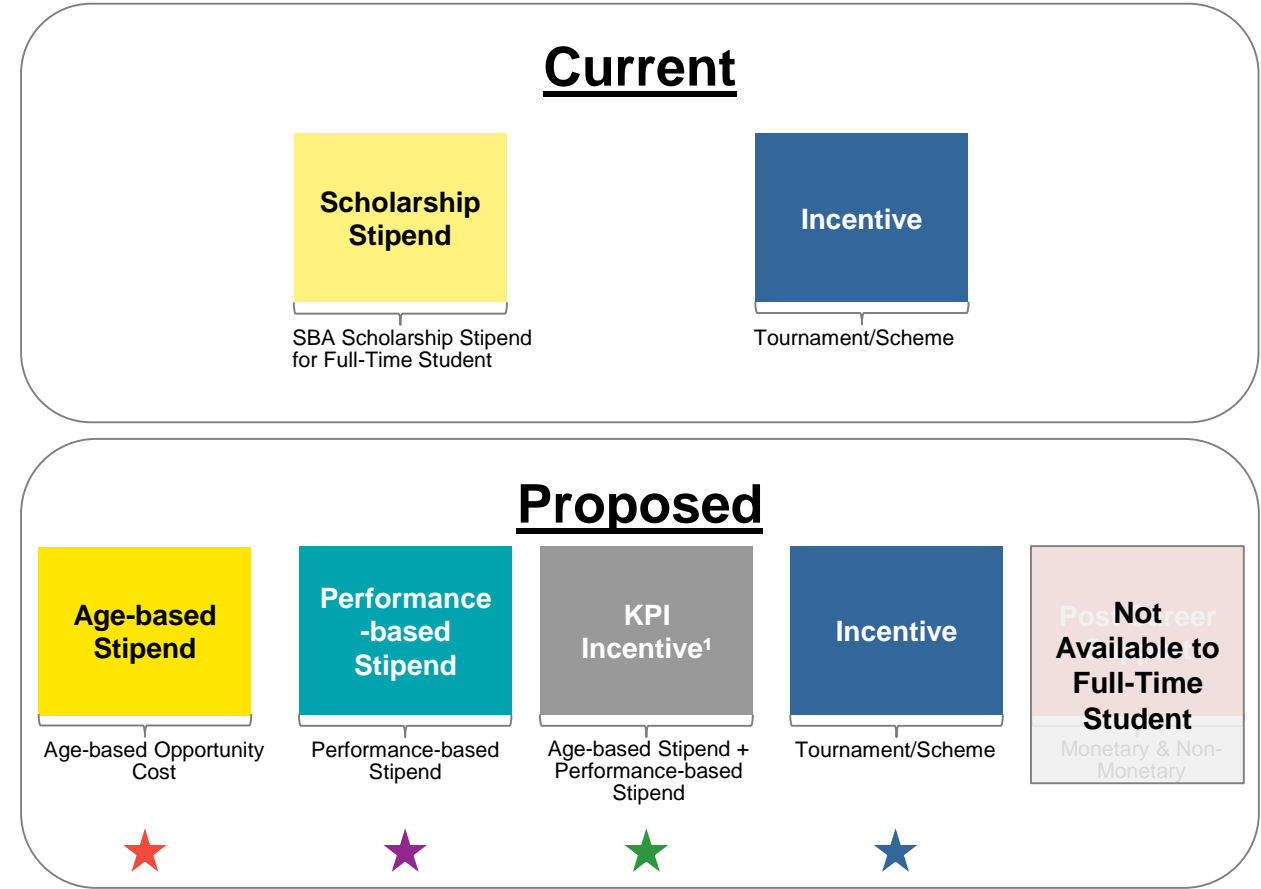 Current
Scholarship
Stipend
Incentive
SBA Scholarship Stipend
for Full-Time Student
Tournament/Scheme
Proposed
Age-based
Stipend
Performance
-based
Stipend
KPI
Incentive¹
Incentive
Not
Available to
Full-Time
Student
Age-based Opportunity
Cost
Performance-based
Stipend
Age-based Stipend +
Performance-based
Stipend
Tournament/Scheme
Monetary & Non-
Monetary